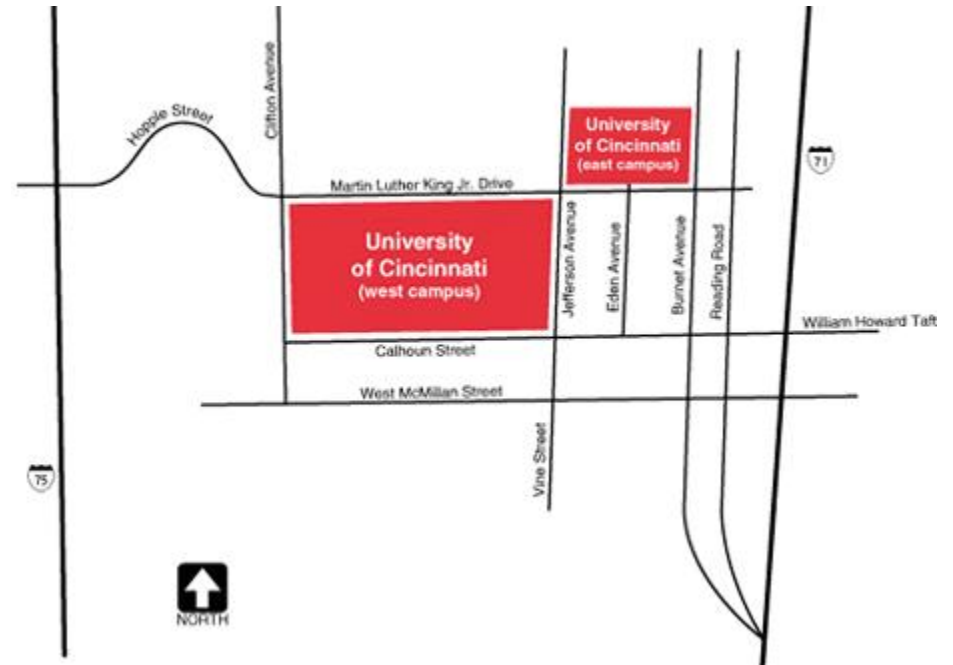 Hopple Street
Clifton Avenue
University
of Cincinnati
(east campus)
71
Martin Luther King Jr. Drive
University
of Cincinnati
(west campus)
Jefferson Avenue
Eden Avenue
Burnet Avenue
Reading Road
William Howard Taft
Calhoun Street
West McMillan Street
Vine Street
75
NORTH